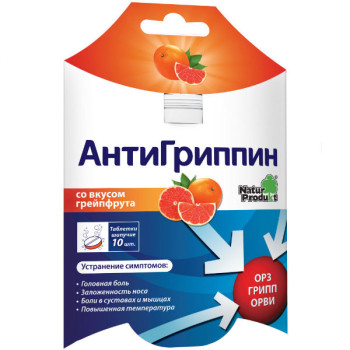 АнтиГриппин
со вкусом
грейпфрута
Natur
Produkt
Таблетки
шипучие
10 шт.
Устранение симптомов:
• Головная боль
• Заложенность носа
• Боли в суставах и мышцах
• Повышенная температура
ОРЗ
ГРИПП
ОРВИ